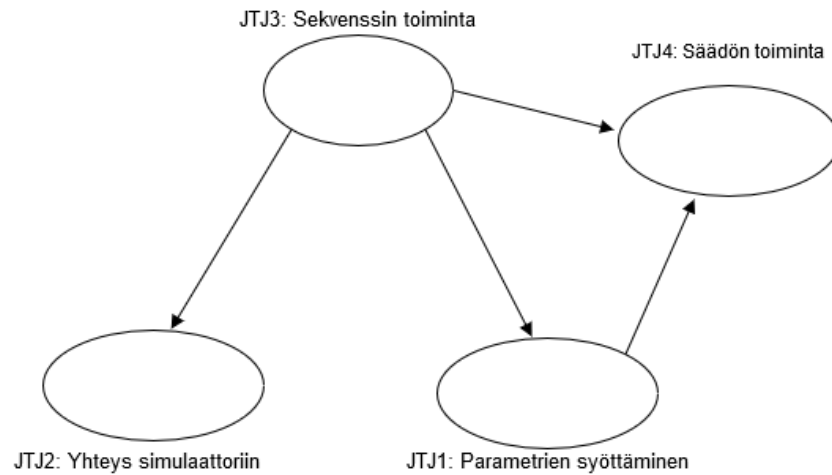 JTJ3: Sekvenssin toiminta
JTJ4: Säädön toiminta
JTJ2: Yhteys simulaattoriin
JTJ1: Parametrien syöttäminen